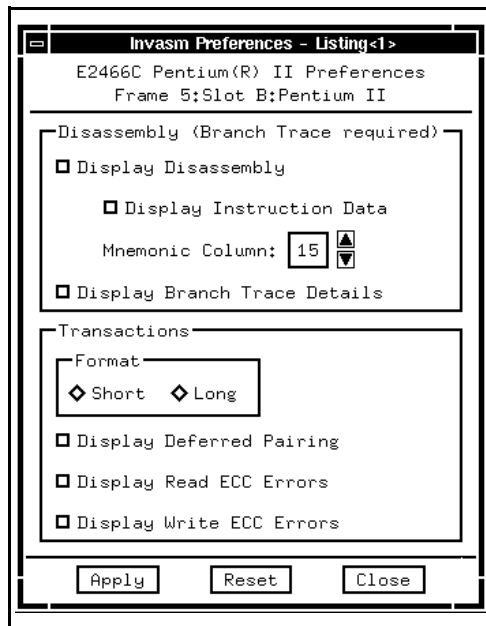 Invasm Preferences - Listing<1>
E2466C Pentium(R) II Preferences
Frame 5:Slot B:Pentium II
Disassembly (Branch Trace required)
Display Disassembly
Display Instruction Data
Mnemonic Column: 15
Display Branch Trace Details
Transactions
Format
Short Long
Display Deferred Pairing
Display Read ECC Errors
Display Write ECC Errors
Apply Reset Close